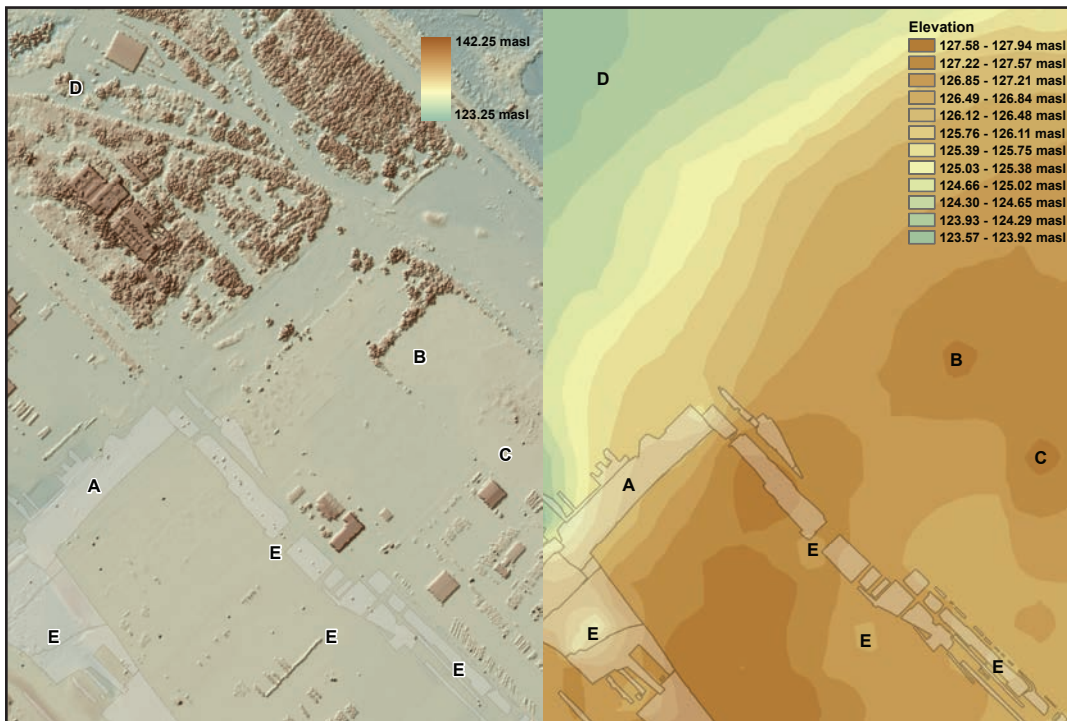 142.25 masl
123.25 masl
D
B
C
A
E
E
E
E
Elevation
127.58 - 127.94 masl
127.22 - 127.57 masl
126.85 - 127.21 masl
126.49 - 126.84 masl
126.12 - 126.48 masl
125.76 - 126.11 masl
125.39 - 125.75 masl
125.03 - 125.38 masl
124.66 - 125.02 masl
124.30 - 124.65 masl
123.93 - 124.29 masl
123.57 - 123.92 masl
D
B
C
A
E
E
E
E